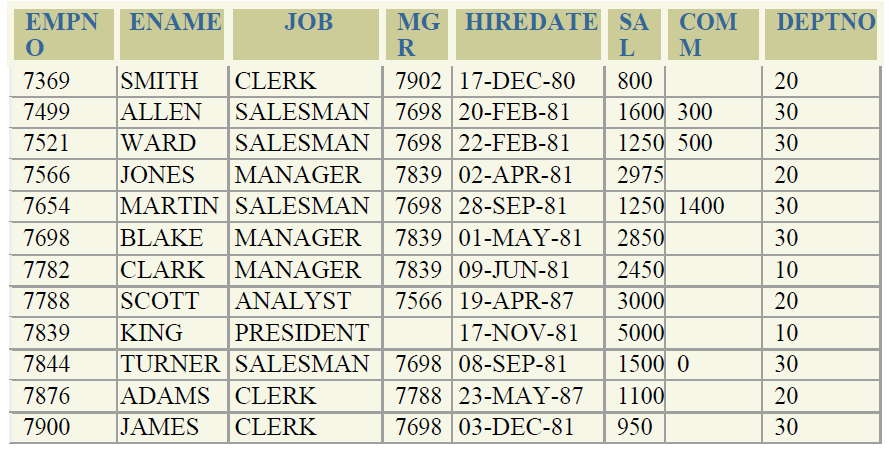 EMPNO ENAME JOB MGR HIREDATE SAL COMM DEPTNO
7369 SMITH CLERK 7902 17-DEC-80 800 20
7499 ALLEN SALESMAN 7698 20-FEB-81 1600 300 30
7521 WARD SALESMAN 7698 22-FEB-81 1250 500 30
7566 JONES MANAGER 7839 02-APR-81 2975 20
7654 MARTIN SALESMAN 7698 28-SEP-81 1250 1400 30
7698 BLAKE MANAGER 7839 01-MAY-81 2850 30
7782 CLARK MANAGER 7839 09-JUN-81 2450 10
7788 SCOTT ANALYST 7566 19-APR-87 3000 20
7839 KING PRESIDENT 17-NOV-81 5000 10
7844 TURNER SALESMAN 7698 08-SEP-81 1500 0 30
7876 ADAMS CLERK 7788 23-MAY-87 1100 20
7900 JAMES CLERK 7698 03-DEC-81 950 30